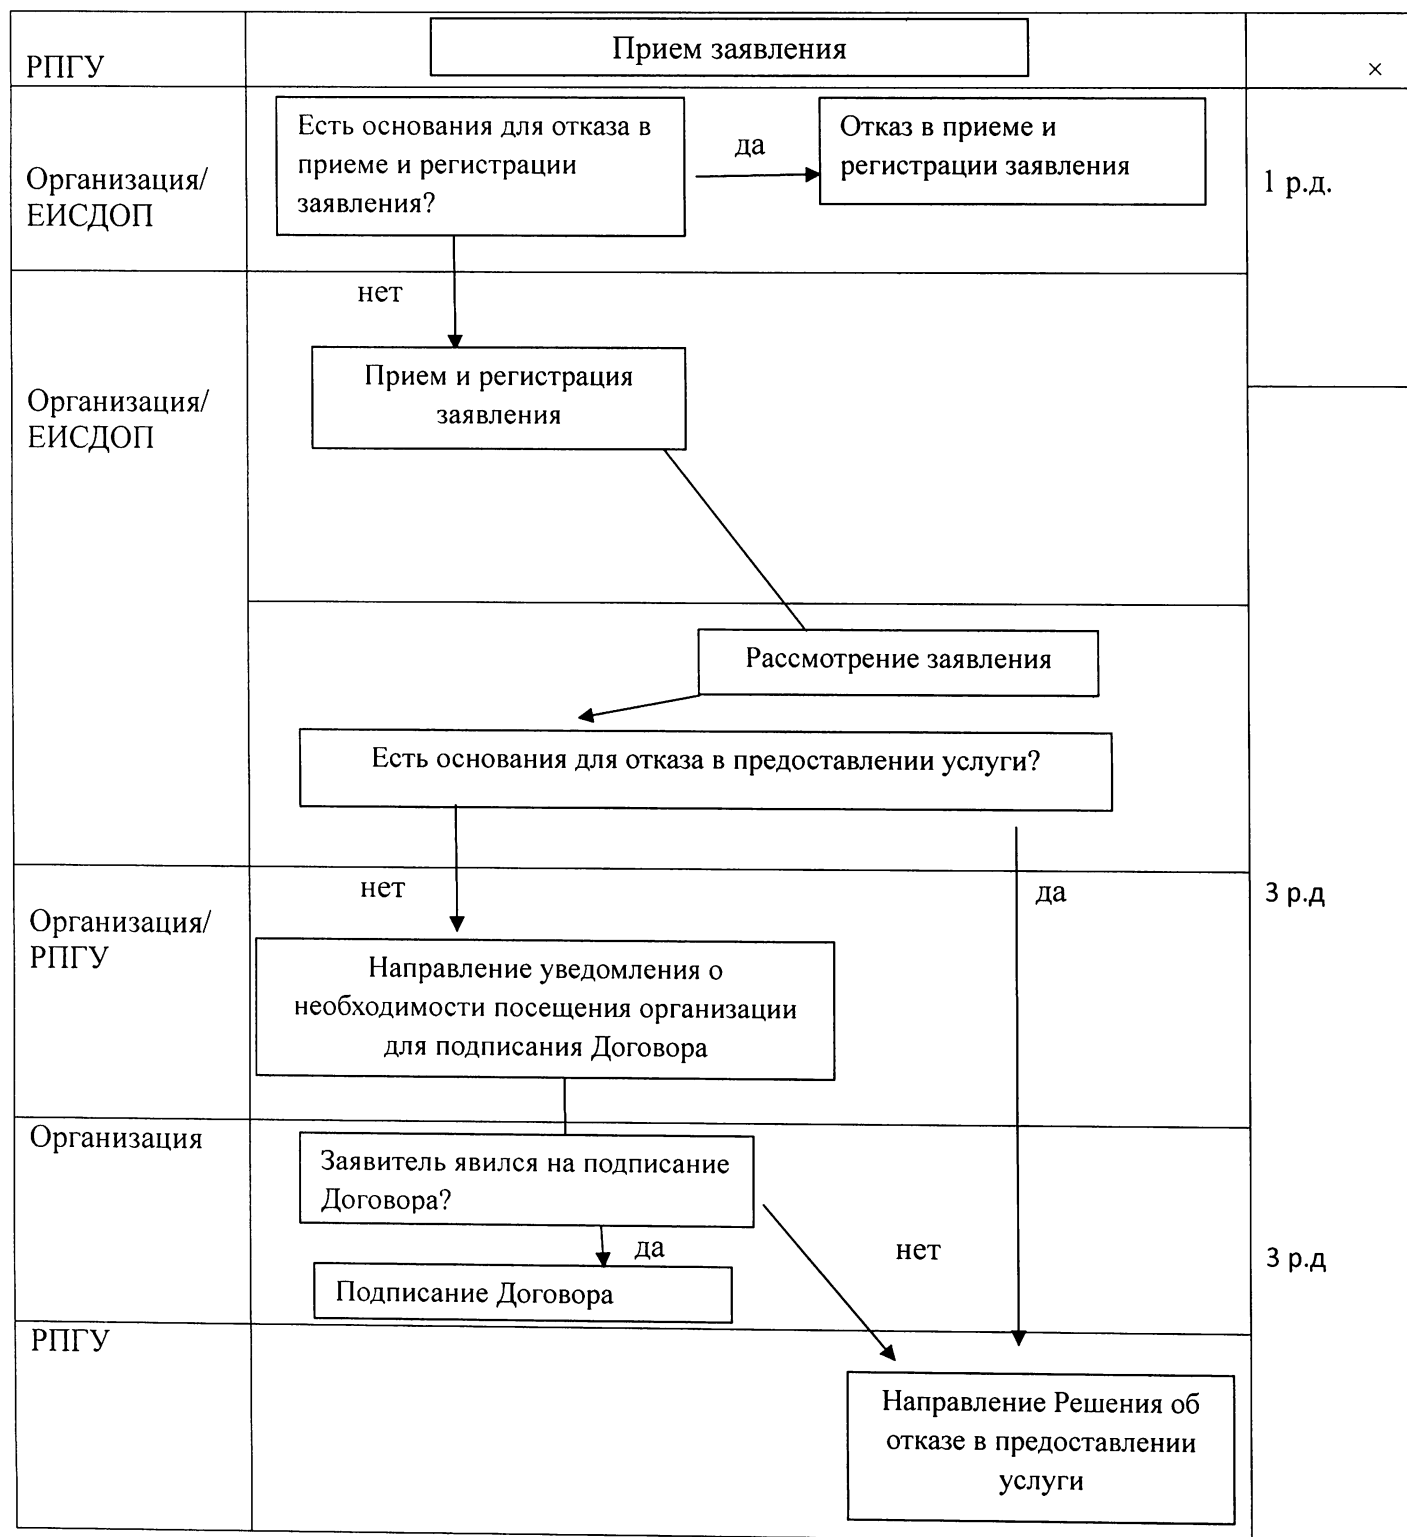 РПГУ
Прием заявления
×
Организация/
ЕИСДОП
Есть основания для отказа в
приеме и регистрации
заявления?
да
Отказ в приеме и
регистрации заявления
1 р.д.
нет
Организация/
ЕИСДОП
Прием и регистрация
заявления
Рассмотрение заявления
Есть основания для отказа в предоставлении услуги?
нет
да
3 р.д
Организация/
РПГУ
Направление уведомления о
необходимости посещения организации
для подписания Договора
Организация
Заявитель явился на подписание
Договора?
да
нет
3 р.д
Подписание Договора
РПГУ
Направление Решения об
отказе в предоставлении
услуги